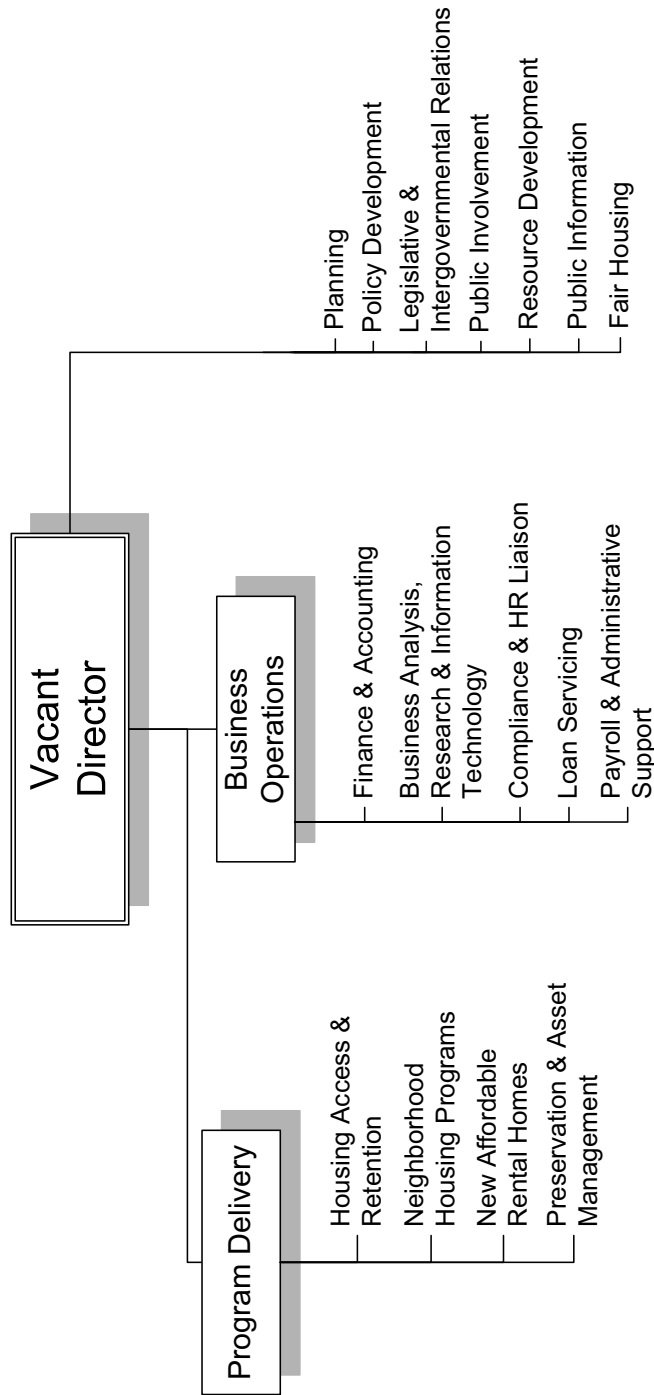 Vacant
Director
Program Delivery
Housing Access &
Retention
Neighborhood
Housing Programs
New Affordable
Rental Homes
Preservation & Asset
Management
Business
Operations
Finance & Accounting
Business Analysis,
Research & Information
Technology
Compliance & HR Liaison
Loan Servicing
Payroll & Administrative
Support
Planning
Policy Development
Legislative &
Intergovernmental Relations
Public Involvement
Resource Development
Public Information
Fair Housing